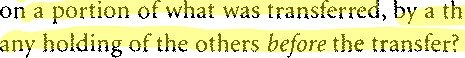 on a portion of what was transferred, by a th
any holding of the others before the transfer?